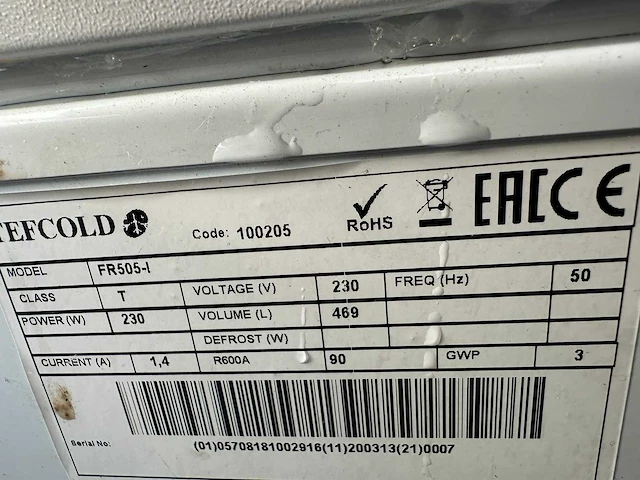 TEFCOLD Code: 100205 RoHS EAC CE
MODEL FR505-I
CLASS T VOLTAGE (V) 230 FREQ (Hz) 50
POWER (W) 230 VOLUME (L) 469
DEFROST (W)
CURRENT (A) 1,4 R600A 90 GWP 3
Serial No:
(01)05708181002916(11)200313(21)0007